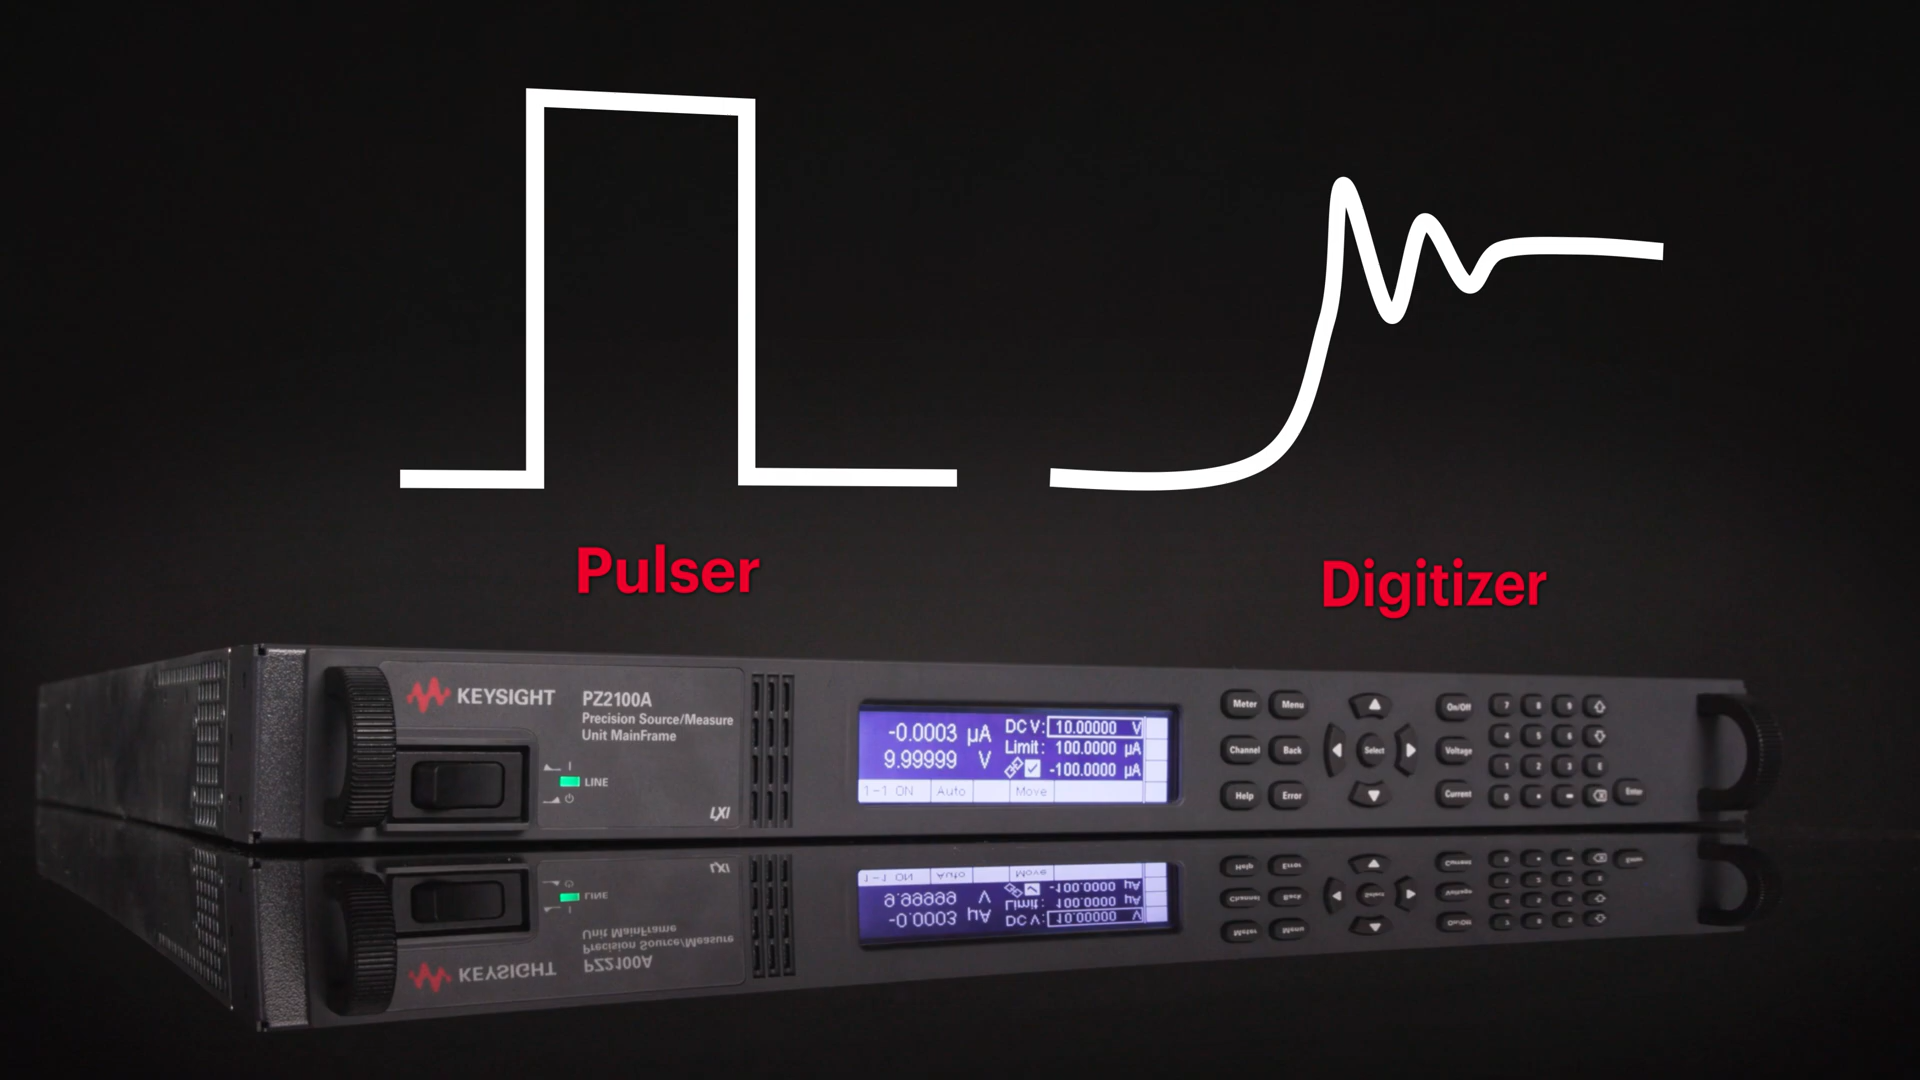 Pulser
Digitizer
KEYSIGHT
PZ2100A
Precision Source/Measure
Unit MainFrame
LINE
LXI
-0.0003 µA
9.99999 V
DC V: 10.00000 V
Limit: 100.0000 µA
-100.0000 µA
1-1 ON Auto Move
Meter Menu
Channel Back
Help Error
Select
On/Off
Voltage
Current
7 8 9
4 5 6
1 2 3 E
0 . -
Enter